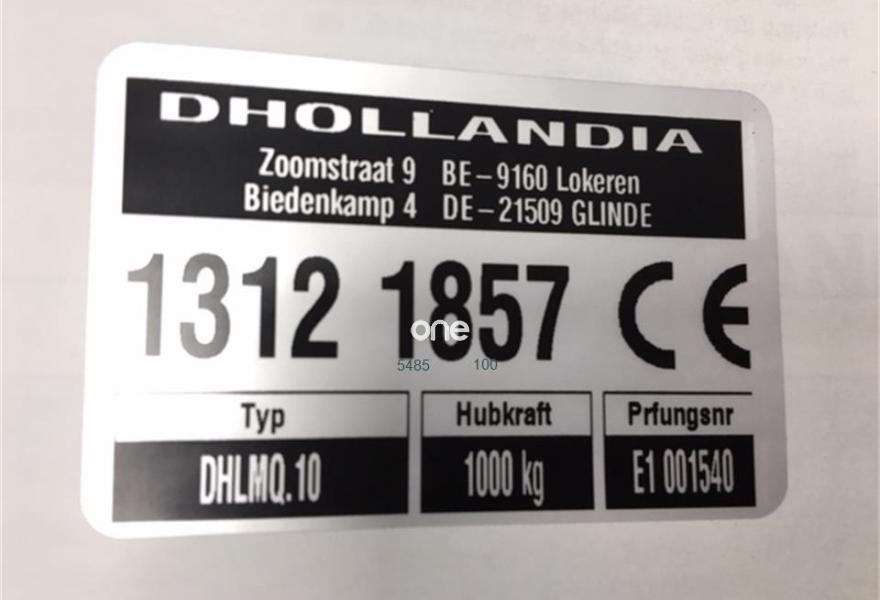 DHOLLANDIA
Zoomstraat 9 BE-9160 Lokeren
Biedenkamp 4 DE-21509 GLINDE
1312 1857 CE
one
5485 100
Typ Hubkraft Prfungsnr
DHLMQ.10 1000 kg E1 001540